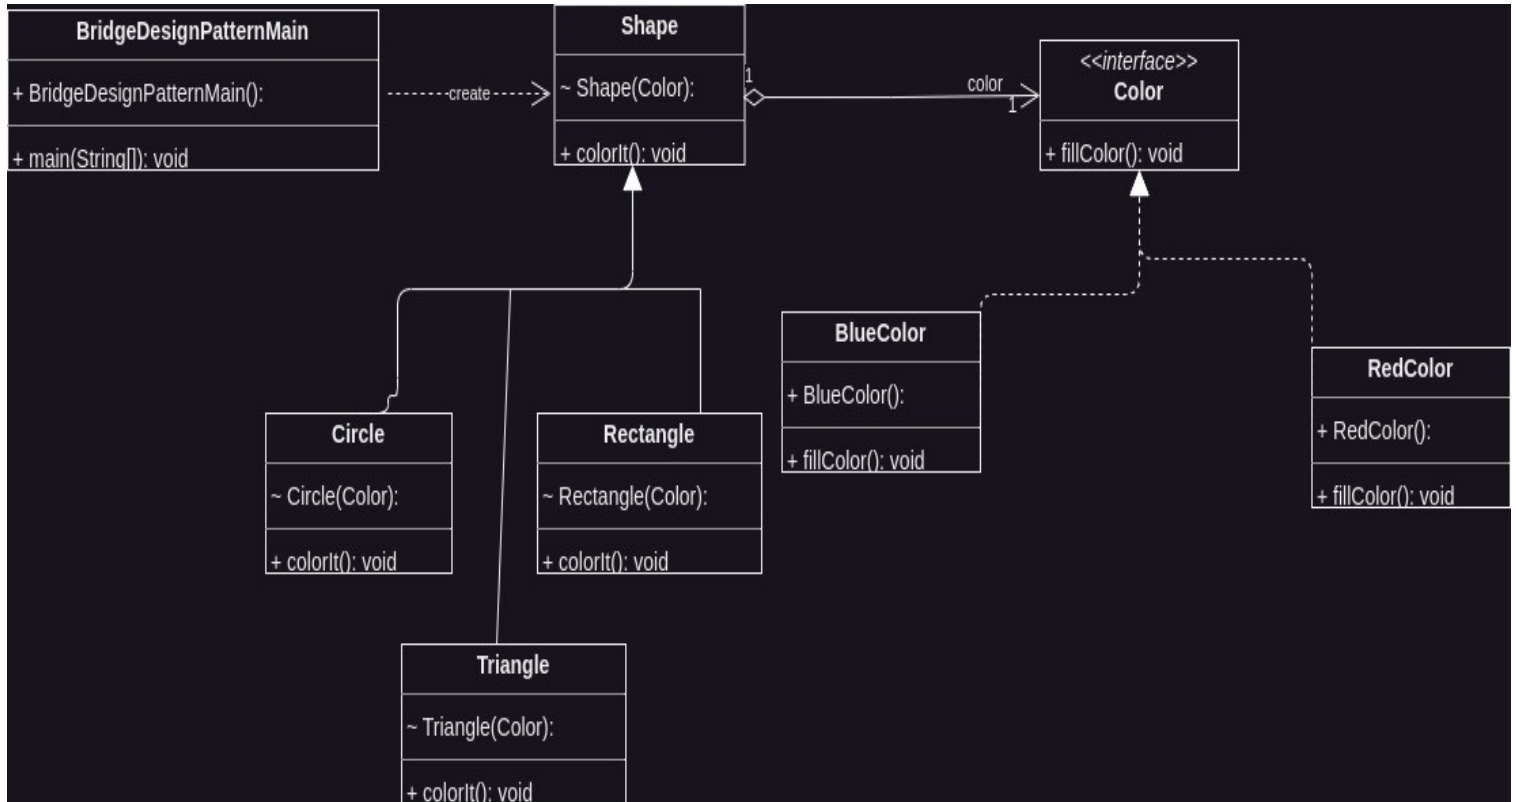 BridgeDesignPatternMain
+ BridgeDesignPatternMain():
+ main(String[]): void
create
Shape
~ Shape(Color):
+ colorIt(): void
1
color
1
<<interface>>
Color
+ fillColor(): void
BlueColor
+ BlueColor():
+ fillColor(): void
RedColor
+ RedColor():
+ fillColor(): void
Circle
~ Circle(Color):
+ colorIt(): void
Rectangle
~ Rectangle(Color):
+ colorIt(): void
Triangle
~ Triangle(Color):
+ colorIt(): void